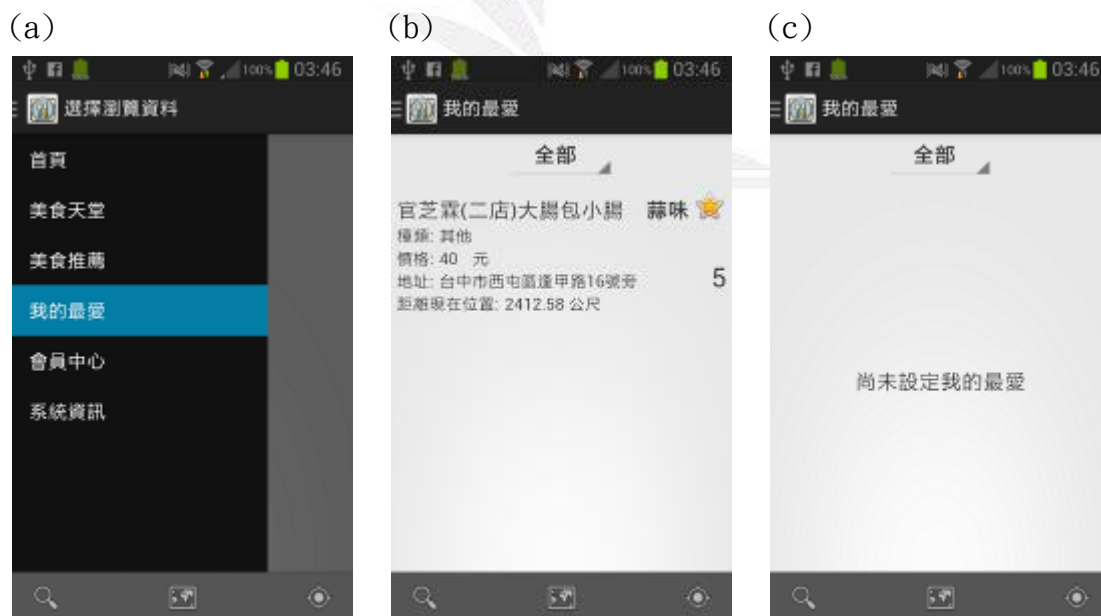 (a)
100% 03:46
選擇瀏覽資料
首頁
美食天堂
美食推薦
我的最愛
會員中心
系統資訊
(b)
100% 03:46
我的最愛
全部
官芝霖(二店)大腸包小腸 蒜味
種類: 其他
價格: 40 元
地址: 台中市西屯區逢甲路16號旁
5
距離現在位置: 2412.58 公尺
(c)
100% 03:46
我的最愛
全部
尚未設定我的最愛